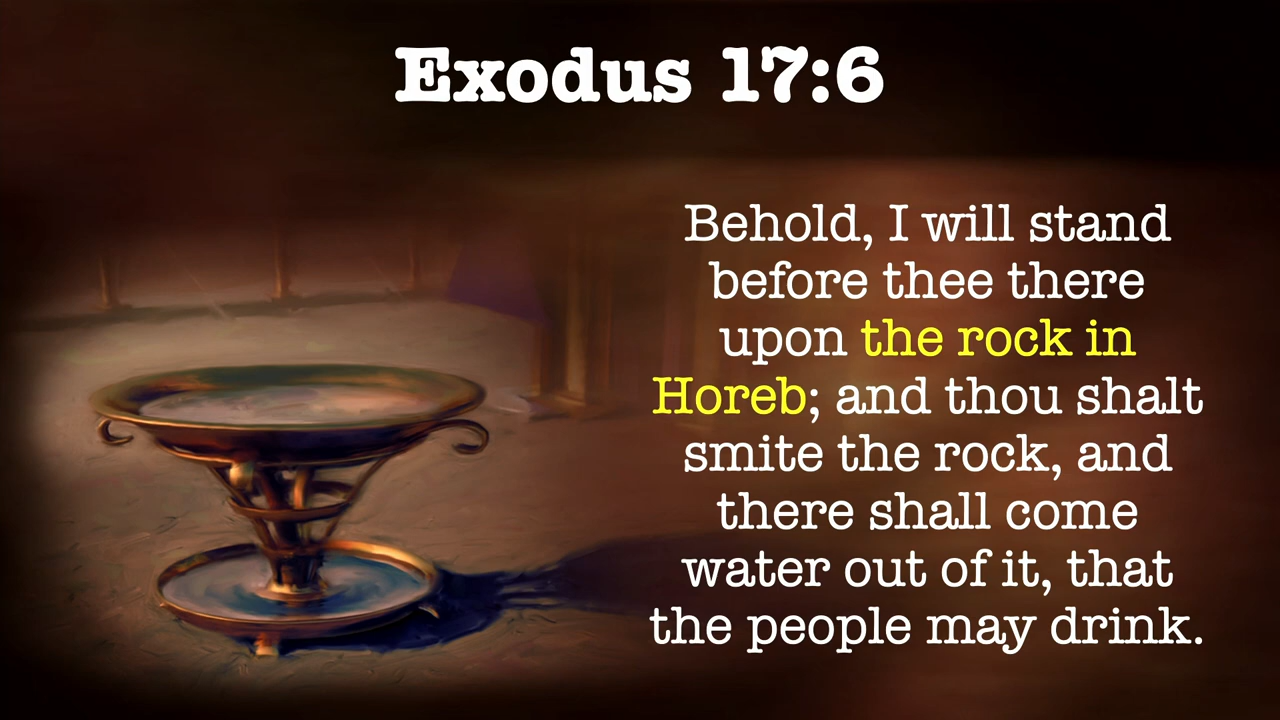 Exodus 17:6
Behold, I will stand
before thee there
upon the rock in
Horeb; and thou shalt
smite the rock, and
there shall come
water out of it, that
the people may drink.